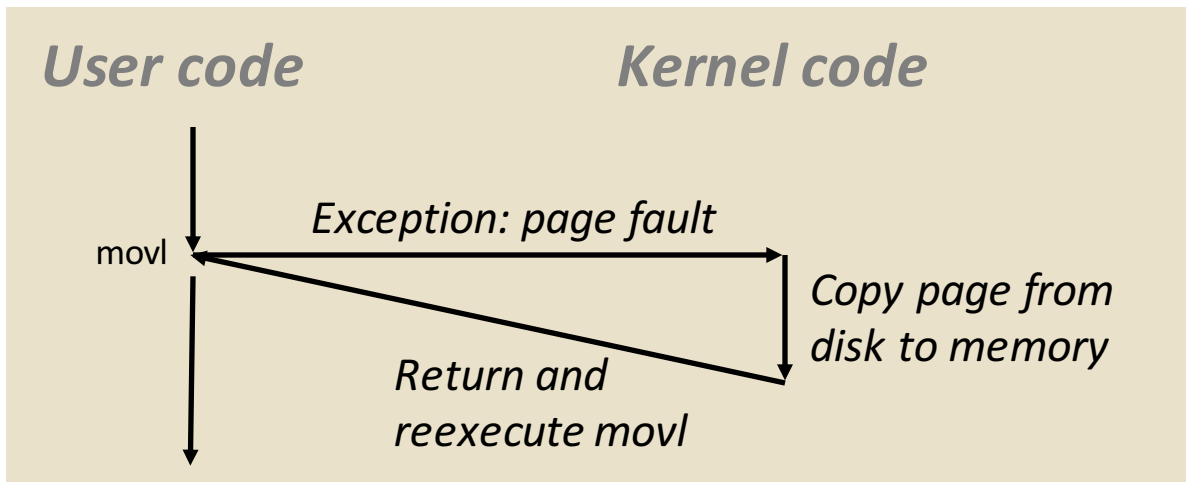 User code
Kernel code
Exception: page fault
movl
Copy page from
disk to memory
Return and
reexecute movl